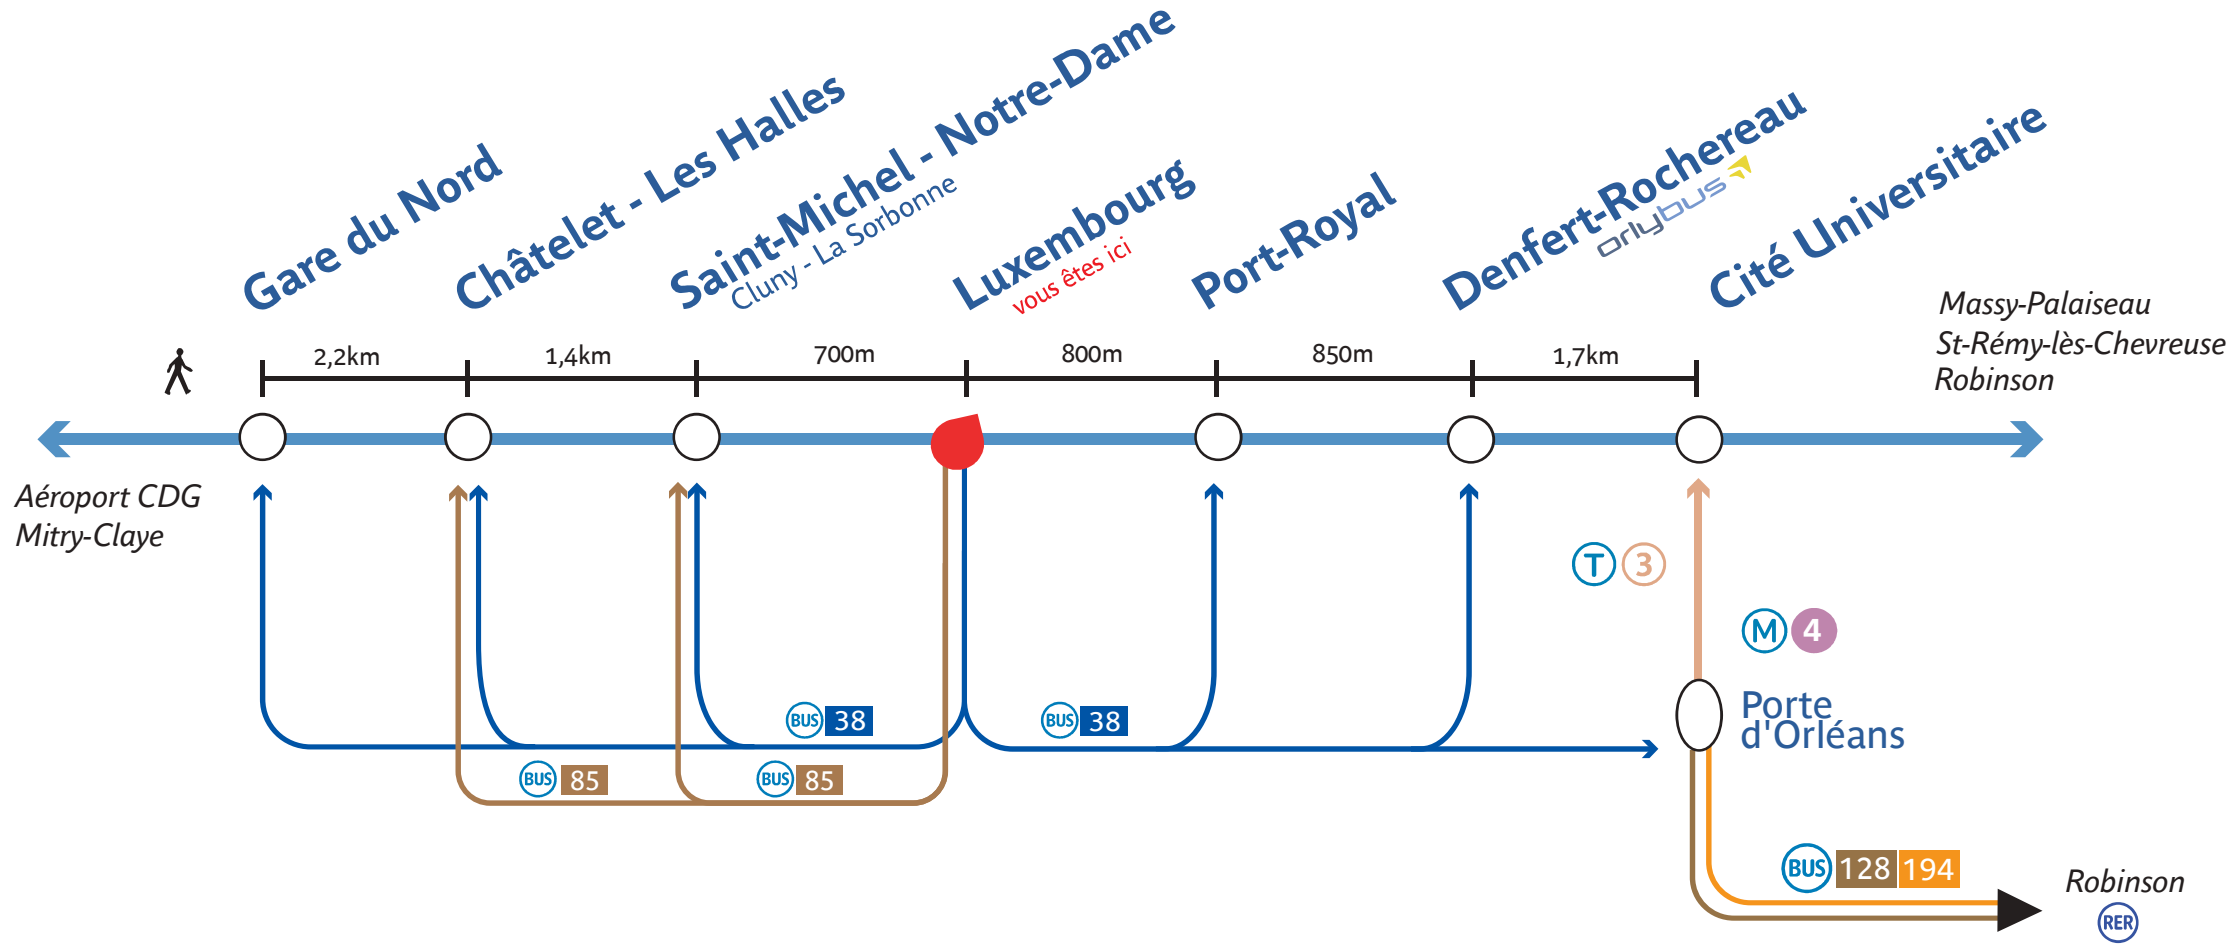 Gare du Nord
Châtelet - Les Halles
Saint-Michel - Notre-Dame
Cluny - La Sorbonne
Luxembourg
vous êtes ici
Port-Royal
Denfert-Rochereau
orlybus
Cité Universitaire
Massy-Palaiseau
St-Rémy-lès-Chevreuse
Robinson
2,2km
1,4km
700m
800m
850m
1,7km
Aéroport CDG
Mitry-Claye
T 3
M 4
Porte
d'Orléans
BUS 38
BUS 38
BUS 85
BUS 85
BUS 128 194
Robinson
RER